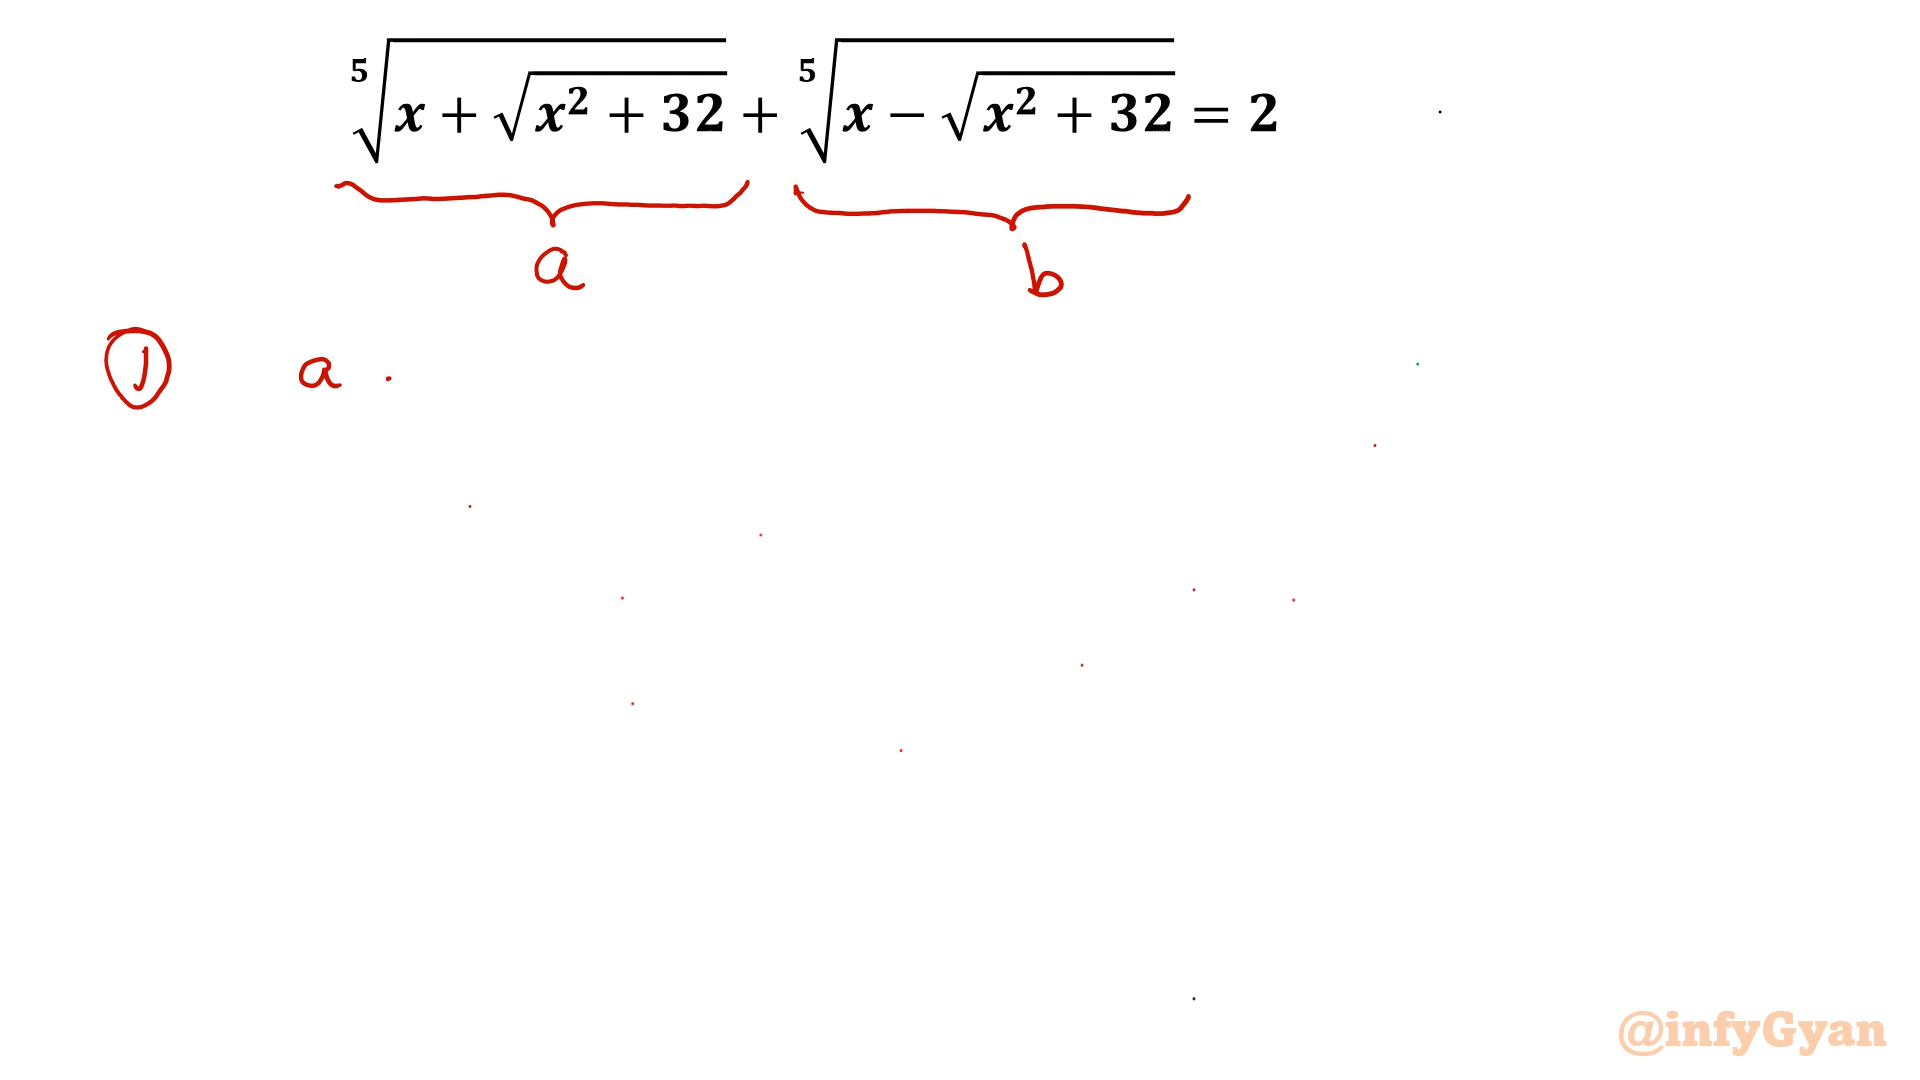 ⁵√(x + √(x² + 32)) + ⁵√(x − √(x² + 32)) = 2
a b
① a .
@infyGyan